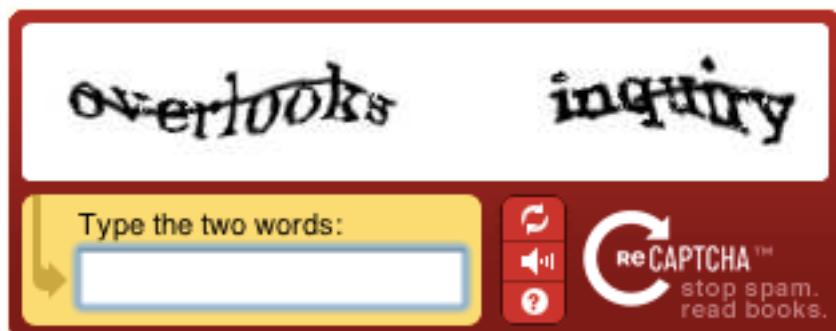 overlooks inquiry
Type the two words:
ReCAPTCHA™
stop spam.
read books.